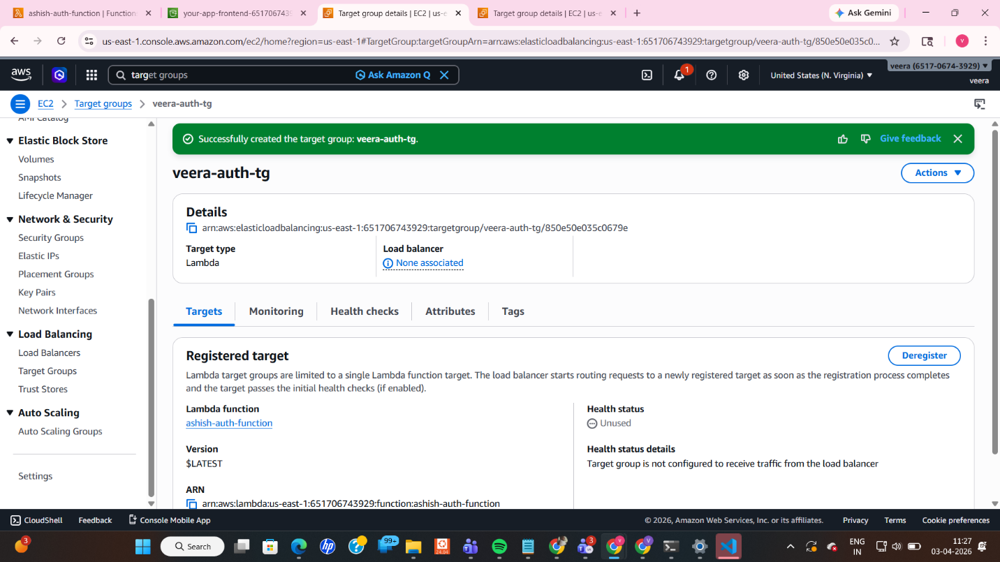 ashish-auth-function | Function
your-app-frontend-651706743
Target group details | EC2 | us-e
Target group details | EC2 | us-e
Ask Gemini
us-east-1.console.aws.amazon.com/ec2/home?region=us-east-1#TargetGroup:targetGroupArn=arn:aws:elasticloadbalancing:us-east-1:651706743929:targetgroup/veera-auth-tg/850e50e035c0...
V
aws
target groups
Ask Amazon Q
1
United States (N. Virginia)
veera (6517-0674-3929)
veera
EC2
Target groups
veera-auth-tg
AMI Catalog
Elastic Block Store
Volumes
Snapshots
Lifecycle Manager
Network & Security
Security Groups
Elastic IPs
Placement Groups
Key Pairs
Network Interfaces
Load Balancing
Load Balancers
Target Groups
Trust Stores
Auto Scaling
Auto Scaling Groups
Settings
Successfully created the target group: veera-auth-tg.
Give feedback
veera-auth-tg
Actions
Details
arn:aws:elasticloadbalancing:us-east-1:651706743929:targetgroup/veera-auth-tg/850e50e035c0679e
Target type
Lambda
Load balancer
None associated
Targets
Monitoring
Health checks
Attributes
Tags
Registered target
Deregister
Lambda target groups are limited to a single Lambda function target. The load balancer starts routing requests to a newly registered target as soon as the registration process completes
and the target passes the initial health checks (if enabled).
Lambda function
ashish-auth-function
Health status
Unused
Version
$LATEST
Health status details
Target group is not configured to receive traffic from the load balancer
ARN
arn:aws:lambda:us-east-1:651706743929:function:ashish-auth-function
CloudShell
Feedback
Console Mobile App
© 2026, Amazon Web Services, Inc. or its affiliates.
Privacy
Terms
Cookie preferences
3
Search
99+
hp
24.04
3
V
V
ENG
IN
11:27
03-04-2026